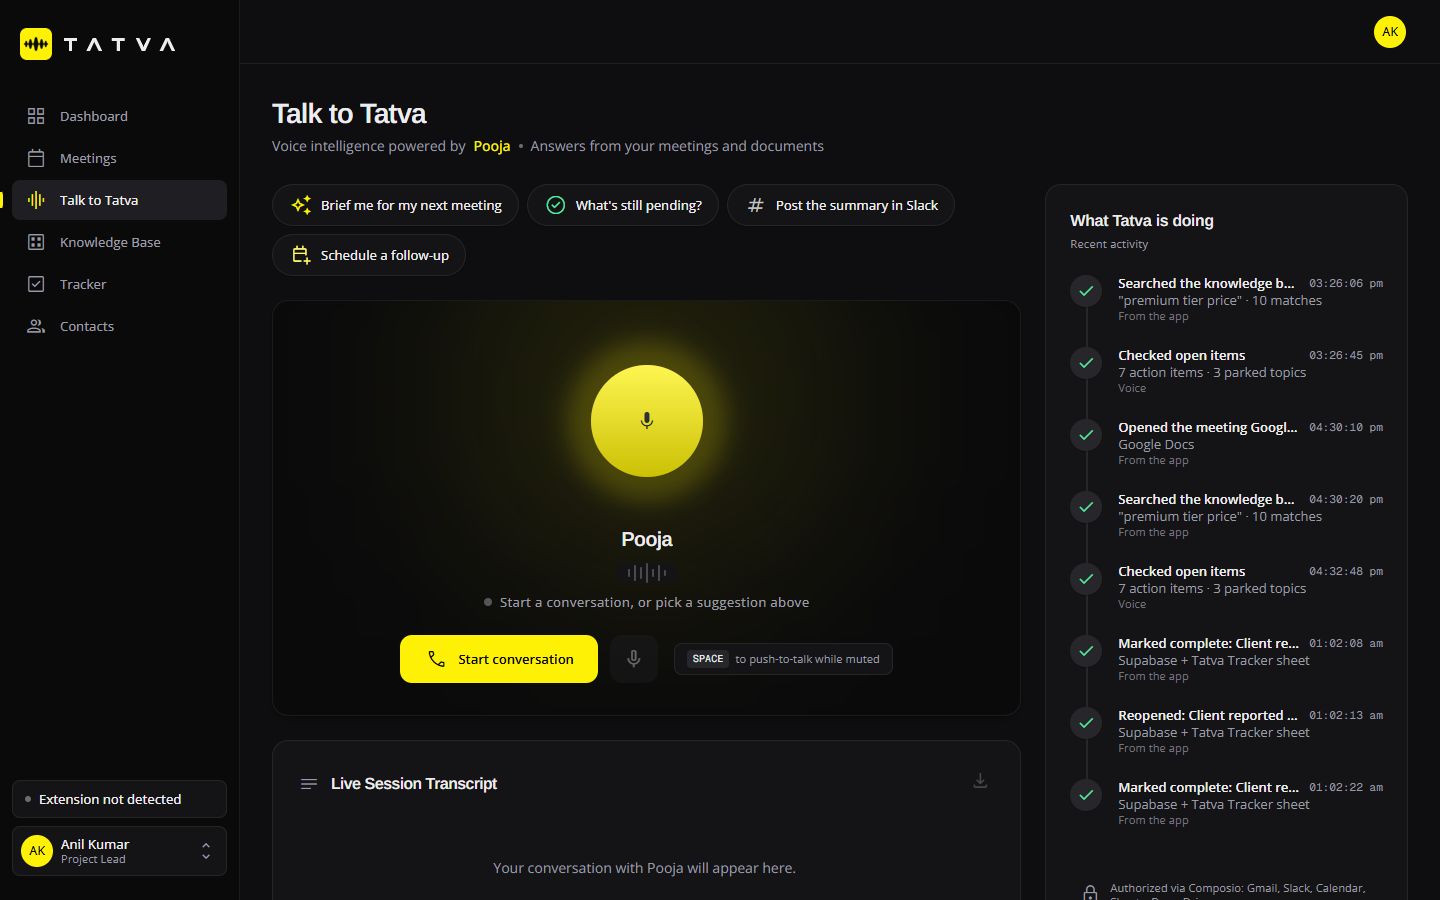 TATVA
AK
Dashboard
Meetings
Talk to Tatva
Knowledge Base
Tracker
Contacts
Extension not detected
AK
Anil Kumar
Project Lead
Talk to Tatva
Voice intelligence powered by Pooja • Answers from your meetings and documents
Brief me for my next meeting
What's still pending?
# Post the summary in Slack
Schedule a follow-up
Pooja
Start a conversation, or pick a suggestion above
Start conversation
SPACE to push-to-talk while muted
Live Session Transcript
Your conversation with Pooja will appear here.
What Tatva is doing
Recent activity
Searched the knowledge b... 03:26:06 pm
"premium tier price" · 10 matches
From the app
Checked open items 03:26:45 pm
7 action items · 3 parked topics
Voice
Opened the meeting Googl... 04:30:10 pm
Google Docs
From the app
Searched the knowledge b... 04:30:20 pm
"premium tier price" · 10 matches
From the app
Checked open items 04:32:48 pm
7 action items · 3 parked topics
Voice
Marked complete: Client re... 01:02:08 am
Supabase + Tatva Tracker sheet
From the app
Reopened: Client reported ... 01:02:13 am
Supabase + Tatva Tracker sheet
From the app
Marked complete: Client re... 01:02:22 am
Supabase + Tatva Tracker sheet
From the app
Authorized via Composio: Gmail, Slack, Calendar,